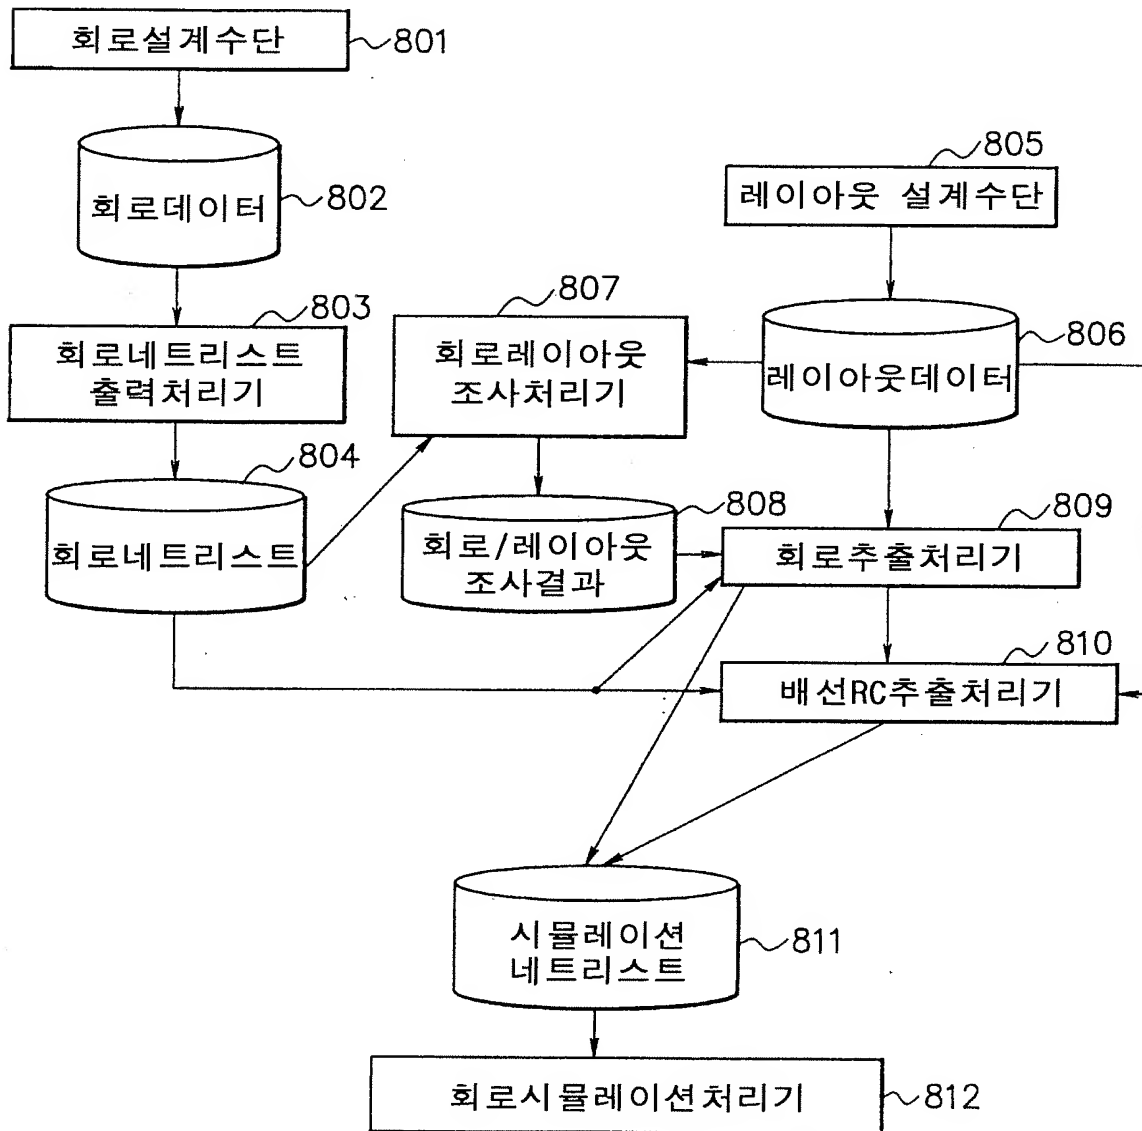 회로설계수단
801
회로데이터
802
805
레이아웃 설계수단
803
회로네트리스트
출력처리기
807
회로레이아웃
조사처리기
806
레이아웃데이터
804
회로네트리스트
808
회로/레이아웃
조사결과
809
회로추출처리기
810
배선RC추출처리기
시뮬레이션
네트리스트
811
회로시뮬레이션처리기
812